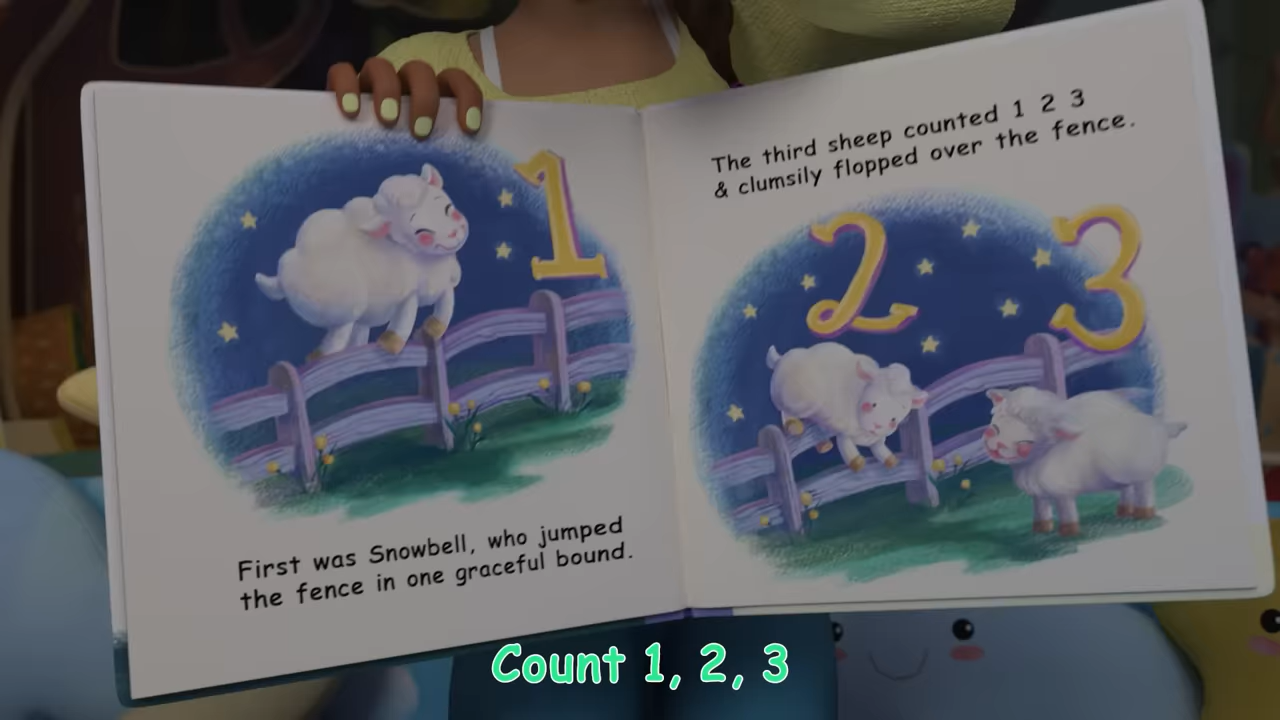 1
First was Snowbell, who jumped
the fence in one graceful bound.
The third sheep counted 1 2 3
& clumsily flopped over the fence.
2 3
Count 1, 2, 3